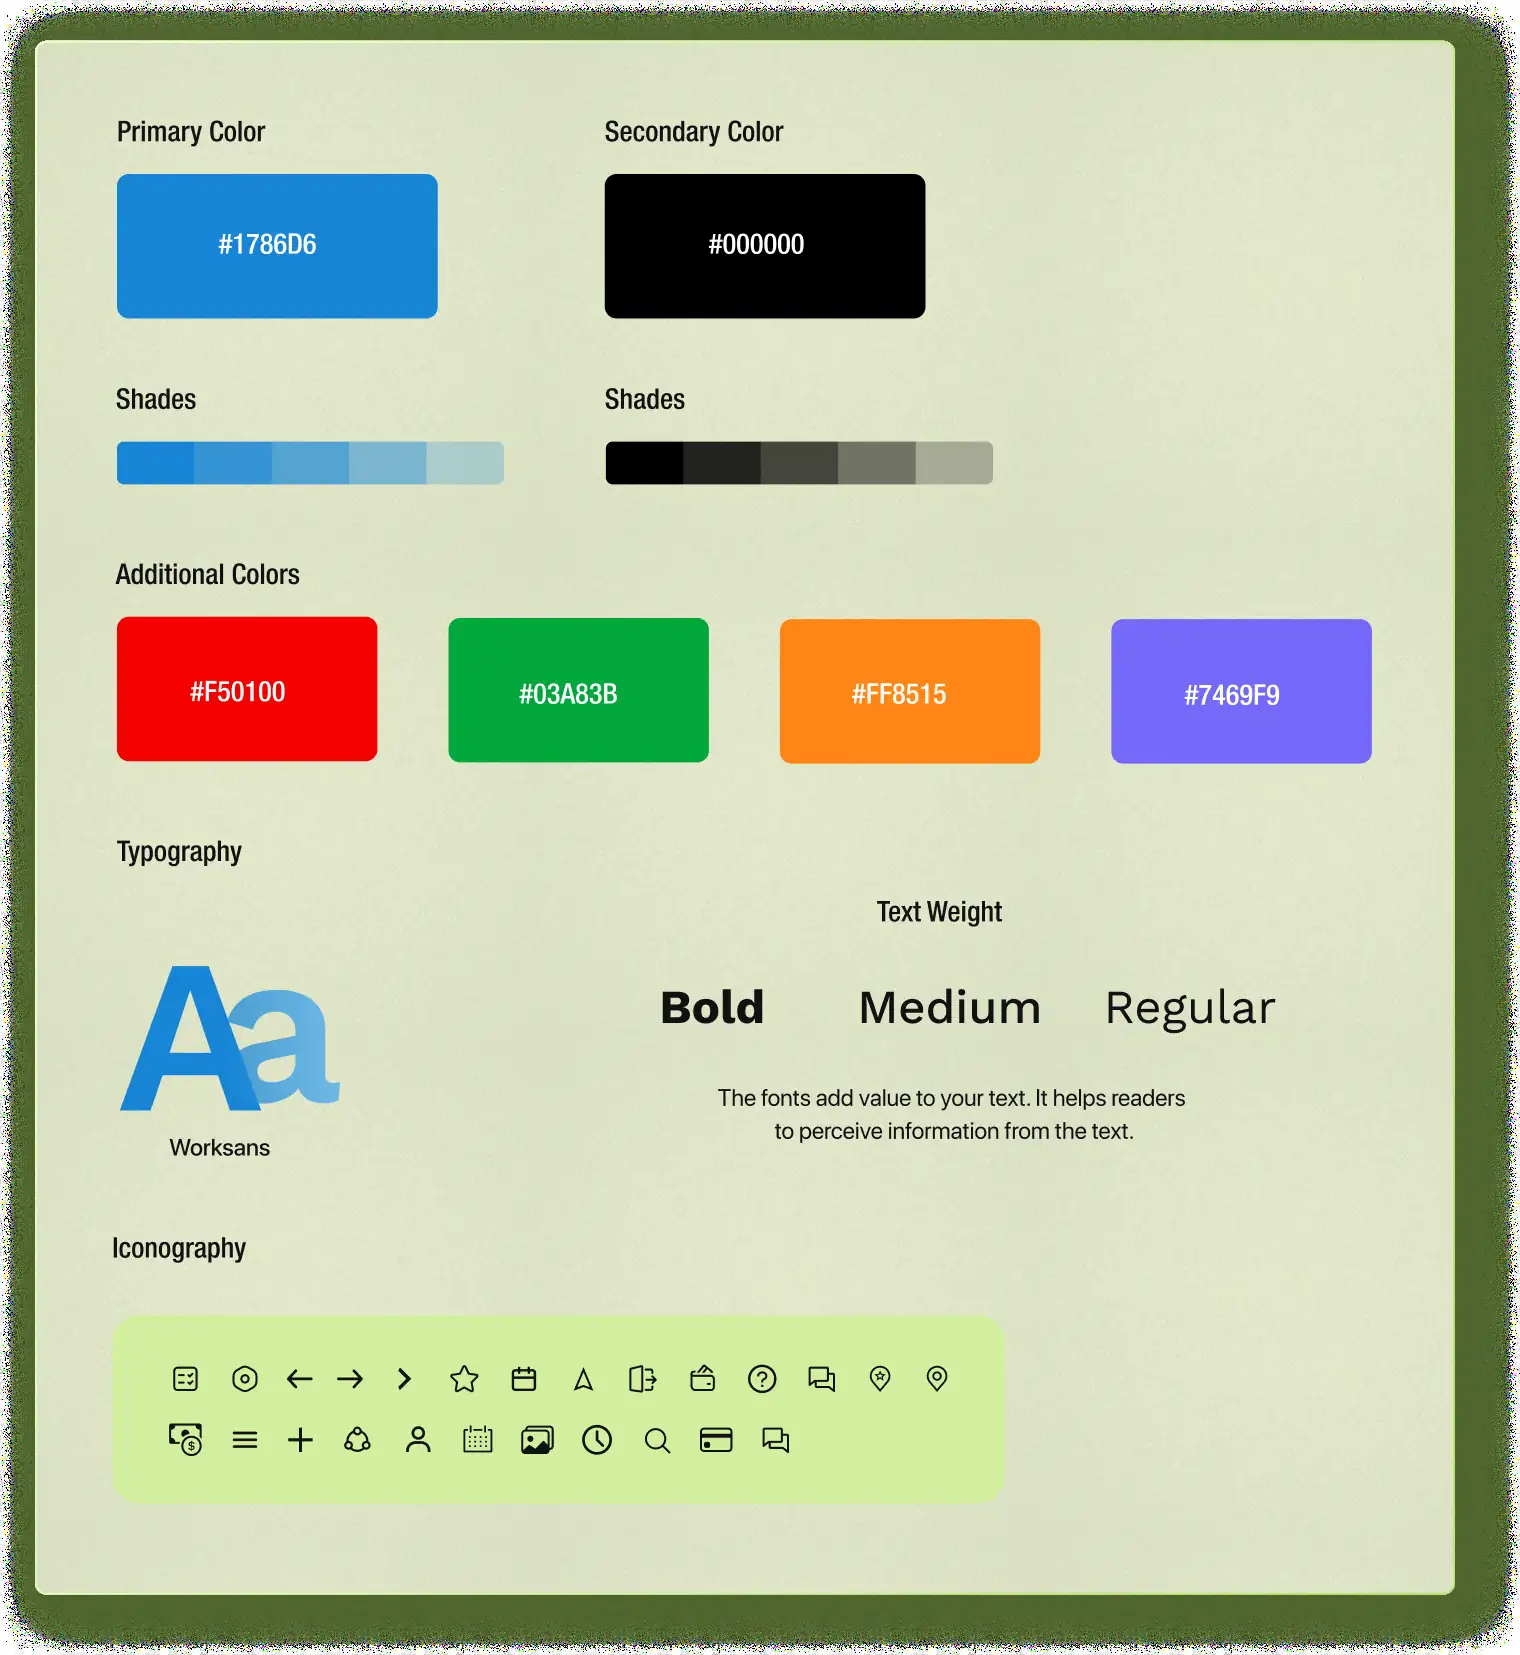 Primary Color
Secondary Color
#1786D6
#000000
Shades
Shades
Additional Colors
#F50100
#03A83B
#FF8515
#7469F9
Typography
Text Weight
Aa
Bold
Medium
Regular
The fonts add value to your text. It helps readers
to perceive information from the text.
Worksans
Iconography